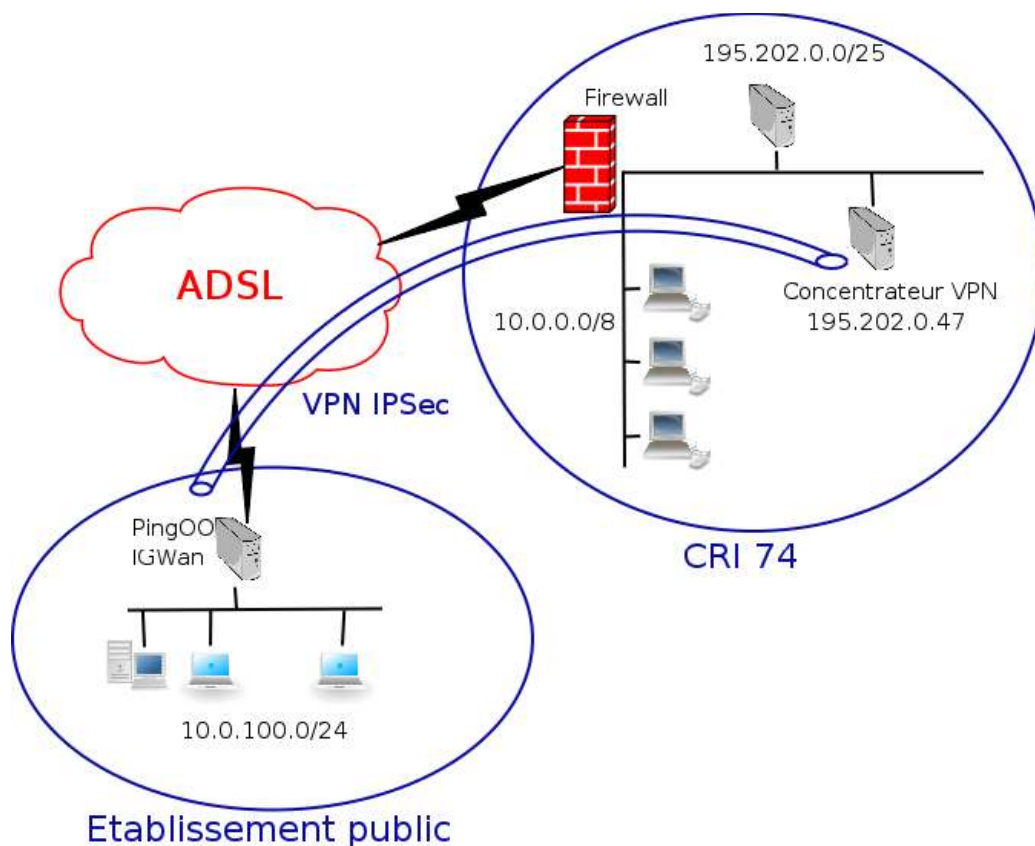 195.202.0.0/25
Firewall
ADSL
10.0.0.0/8
Concentrateur VPN
195.202.0.47
VPN IPSec
PingOO
IGWan
CRI 74
10.0.100.0/24
Etablissement public